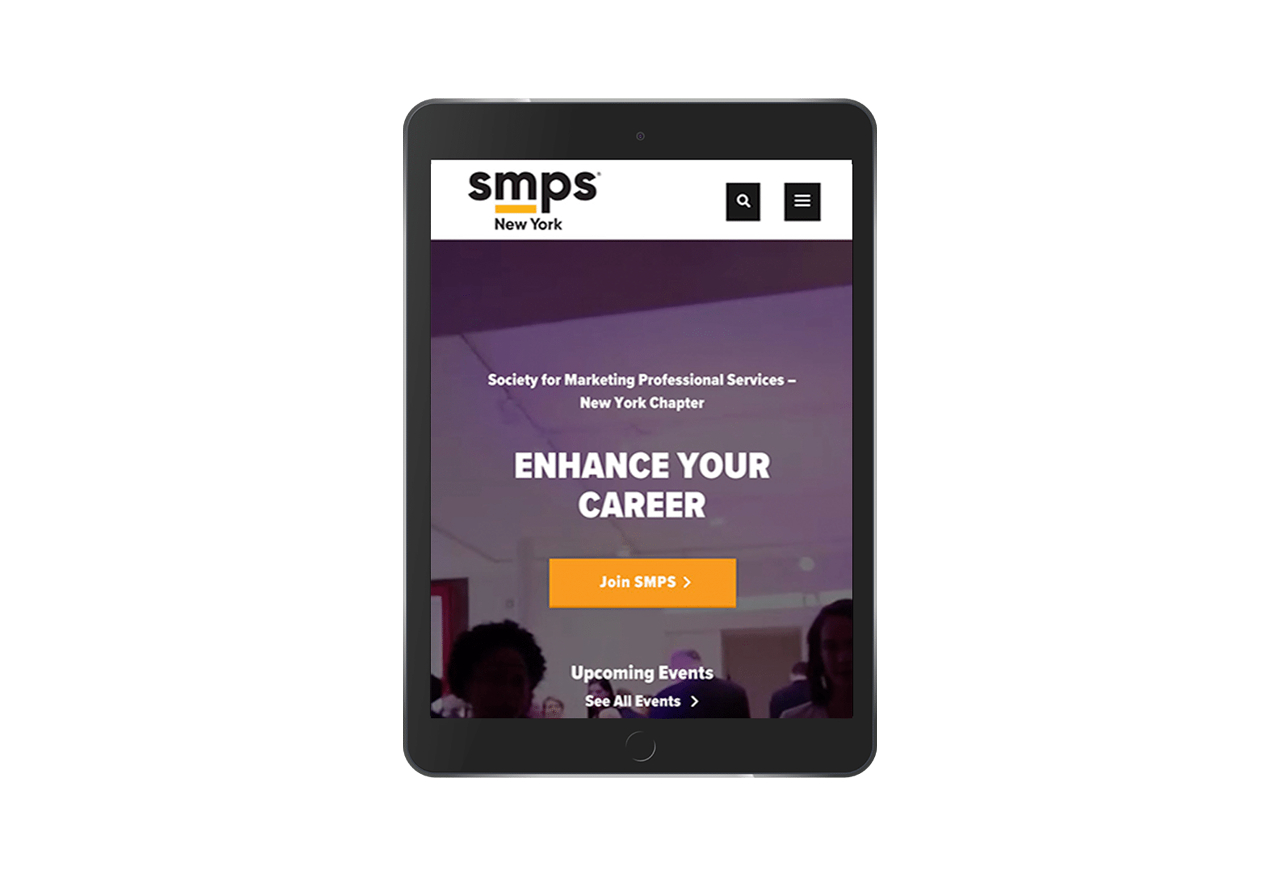 smps
New York
Society for Marketing Professional Services –
New York Chapter
ENHANCE YOUR
CAREER
Join SMPS
Upcoming Events
See All Events